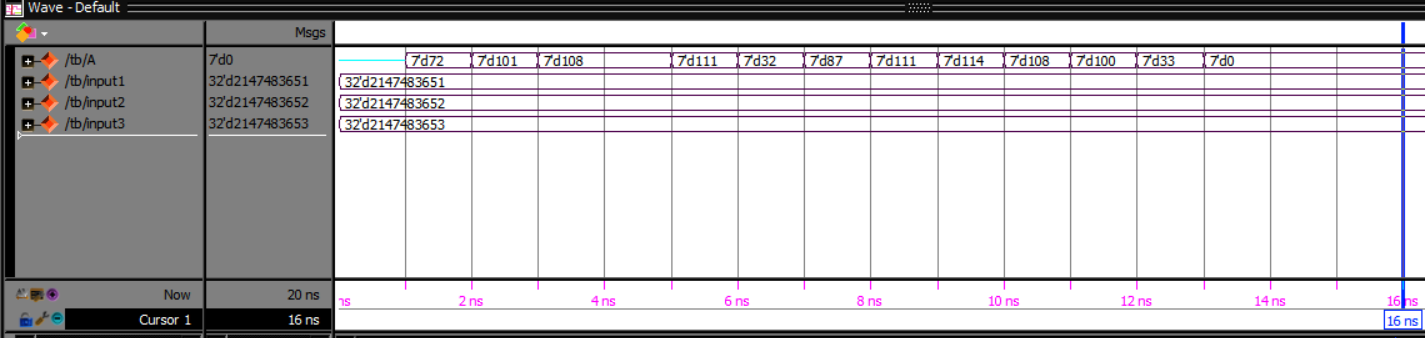 Wave - Default
Msgs
/tb/A 7'd0 7'd72 7'd101 7'd108 7'd111 7'd32 7'd87 7'd111 7'd114 7'd108 7'd100 7'd33 7'd0
/tb/input1 32'd2147483651 32'd2147483651
/tb/input2 32'd2147483652 32'd2147483652
/tb/input3 32'd2147483653 32'd2147483653
Now 20 ns ns 2 ns 4 ns 6 ns 8 ns 10 ns 12 ns 14 ns 16 ns
Cursor 1 16 ns 16 ns